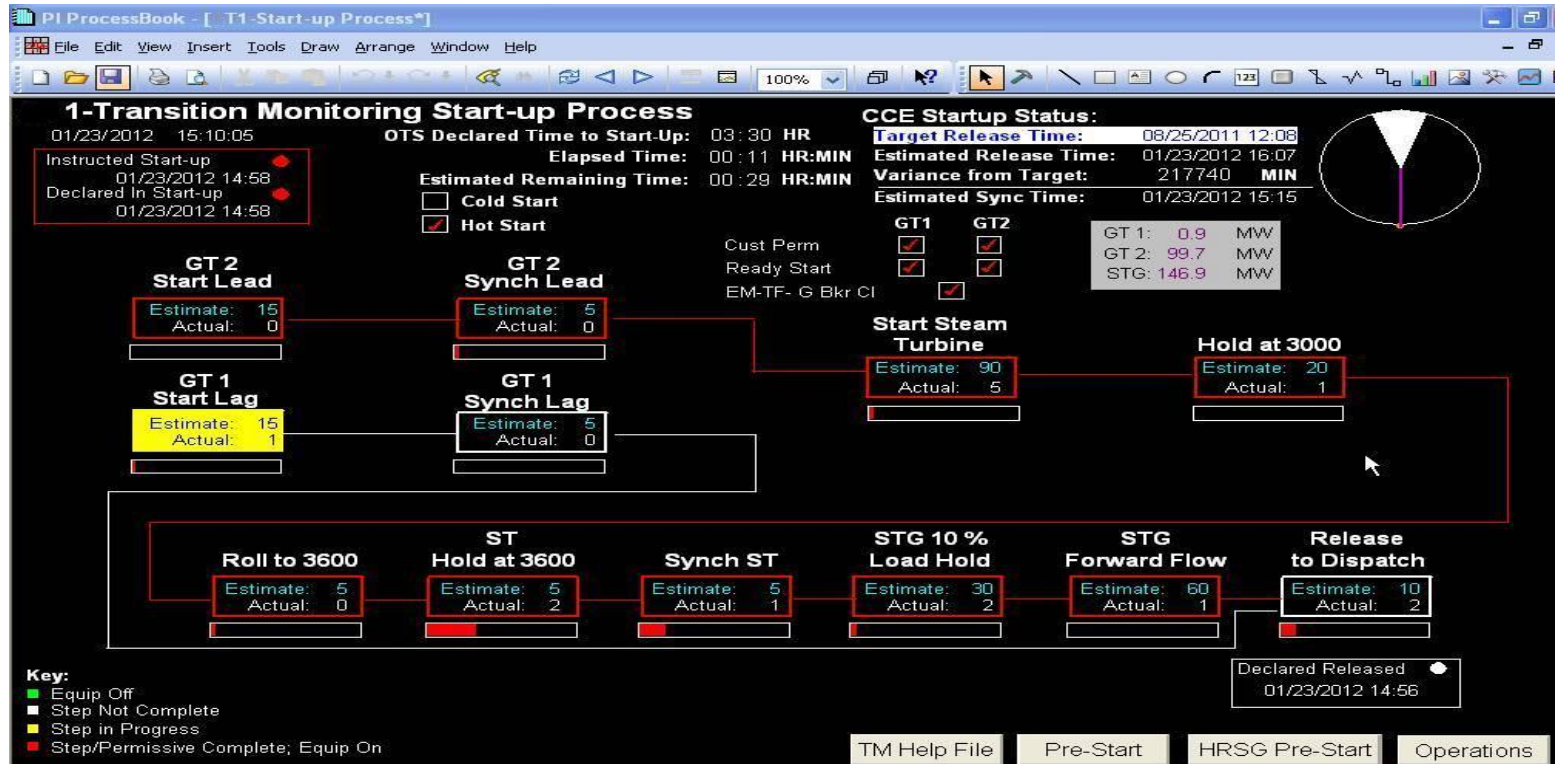 PI ProcessBook - [ T1-Start-up Process*]
File Edit View Insert Tools Draw Arrange Window Help
100%
123
1-Transition Monitoring Start-up Process
01/23/2012 15:10:05
Instructed Start-up
01/23/2012 14:58
Declared In Start-up
01/23/2012 14:58
OTS Declared Time to Start-Up: 03:30 HR
Elapsed Time: 00:11 HR:MIN
Estimated Remaining Time: 00:29 HR:MIN
Cold Start
Hot Start
CCE Startup Status:
Target Release Time: 08/25/2011 12:08
Estimated Release Time: 01/23/2012 16:07
Variance from Target: 217740 MIN
Estimated Sync Time: 01/23/2012 15:15
GT1 GT2
Cust Perm
Ready Start
EM-TF- G Bkr Cl
GT 1: 0.9 MW
GT 2: 99.7 MW
STG: 146.9 MW
GT 2
Start Lead
Estimate: 15
Actual: 0
GT 2
Synch Lead
Estimate: 5
Actual: 0
Start Steam
Turbine
Estimate: 90
Actual: 5
Hold at 3000
Estimate: 20
Actual: 1
GT 1
Start Lag
Estimate: 15
Actual: 1
GT 1
Synch Lag
Estimate: 5
Actual: 0
Roll to 3600
Estimate: 5
Actual: 0
ST
Hold at 3600
Estimate: 5
Actual: 2
Synch ST
Estimate: 5
Actual: 1
STG 10 %
Load Hold
Estimate: 30
Actual: 2
STG
Forward Flow
Estimate: 60
Actual: 1
Release
to Dispatch
Estimate: 10
Actual: 2
Declared Released
01/23/2012 14:56
Key:
Equip Off
Step Not Complete
Step in Progress
Step/Permissive Complete; Equip On
TM Help File
Pre-Start
HRSG Pre-Start
Operations